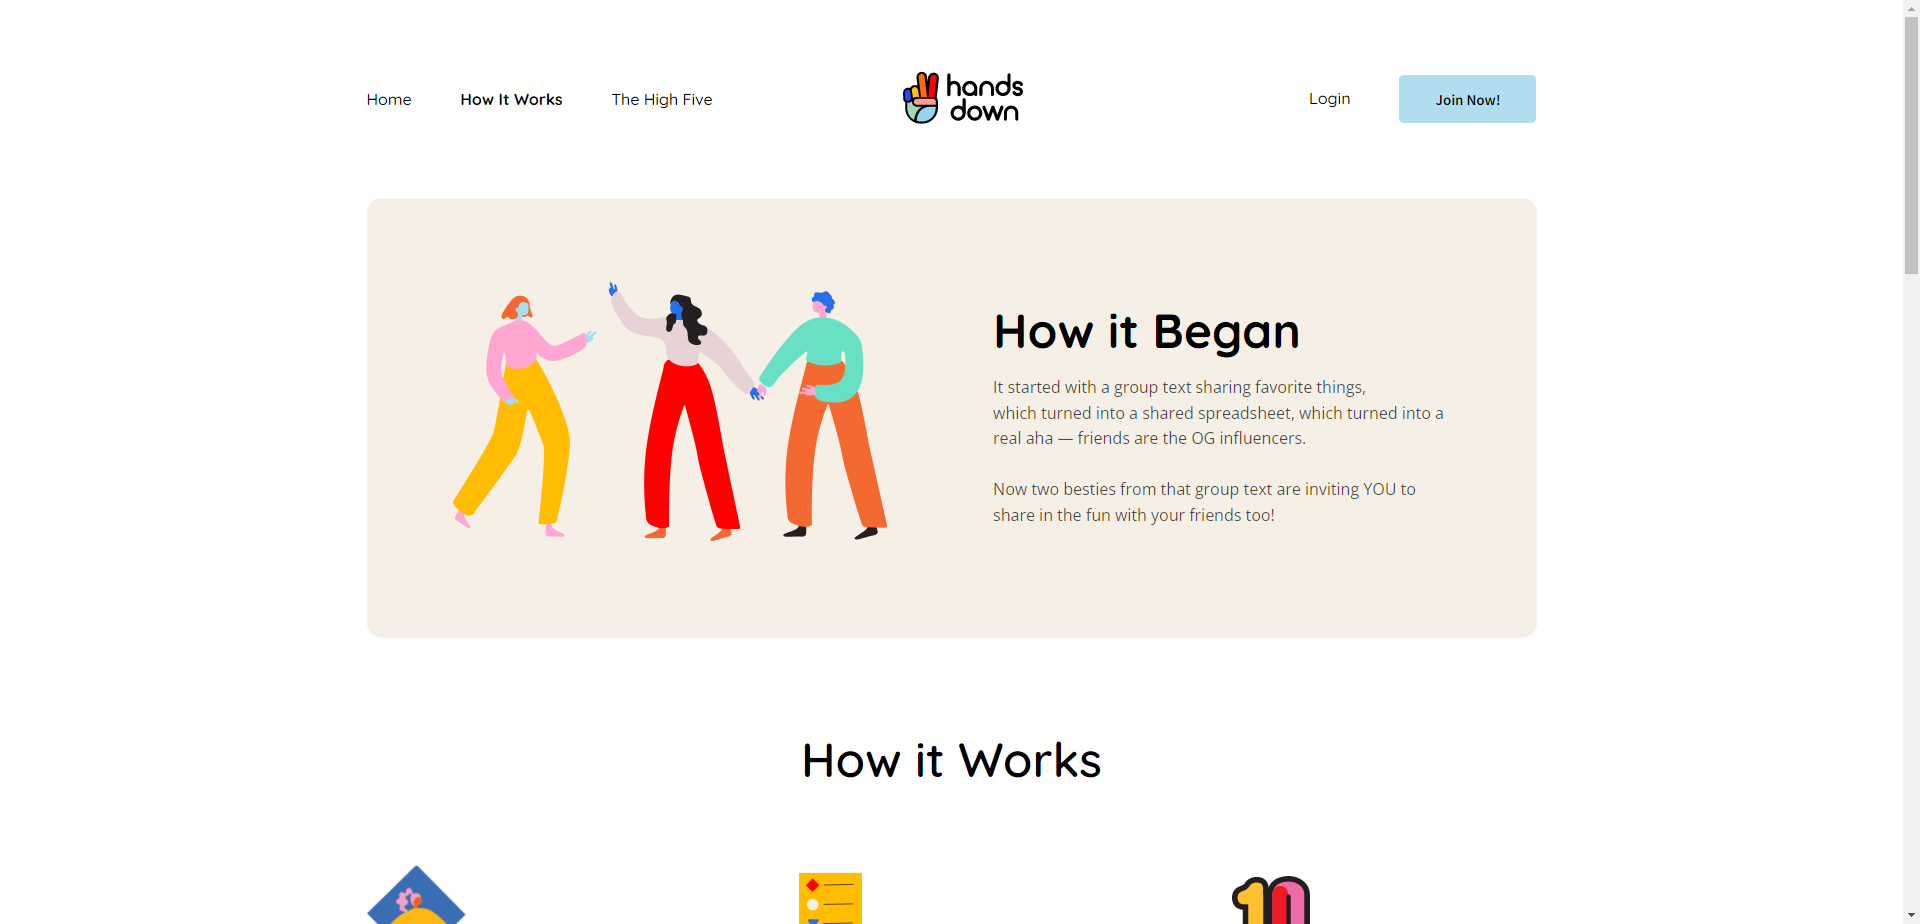 Home
How It Works
The High Five
hands
down
Login
Join Now!
How it Began
It started with a group text sharing favorite things,
which turned into a shared spreadsheet, which turned into a
real aha — friends are the OG influencers.
Now two besties from that group text are inviting YOU to
share in the fun with your friends too!
How it Works
10